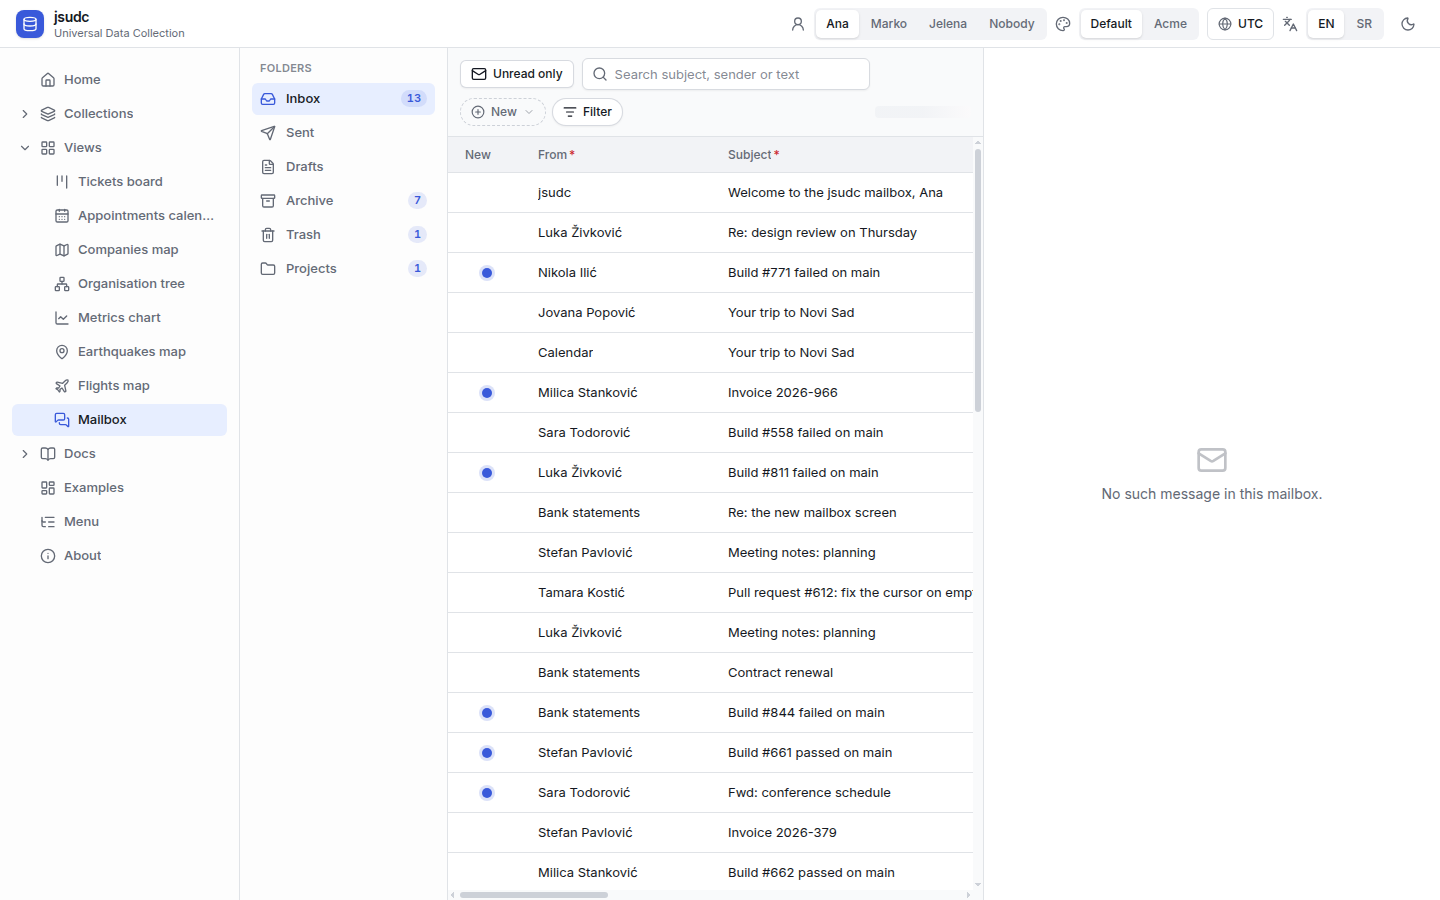 jsudc
Universal Data Collection
Ana
Marko
Jelena
Nobody
Default
Acme
UTC
EN
SR
Home
Collections
Views
Tickets board
Appointments calen...
Companies map
Organisation tree
Metrics chart
Earthquakes map
Flights map
Mailbox
Docs
Examples
Menu
About
FOLDERS
Inbox 13
Sent
Drafts
Archive 7
Trash 1
Projects 1
Unread only
Search subject, sender or text
New
Filter
New From* Subject*
jsudc Welcome to the jsudc mailbox, Ana
Luka Živković Re: design review on Thursday
Nikola Ilić Build #771 failed on main
Jovana Popović Your trip to Novi Sad
Calendar Your trip to Novi Sad
Milica Stanković Invoice 2026-966
Sara Todorović Build #558 failed on main
Luka Živković Build #811 failed on main
Bank statements Re: the new mailbox screen
Stefan Pavlović Meeting notes: planning
Tamara Kostić Pull request #612: fix the cursor on empt
Luka Živković Meeting notes: planning
Bank statements Contract renewal
Bank statements Build #844 failed on main
Stefan Pavlović Build #661 passed on main
Sara Todorović Fwd: conference schedule
Stefan Pavlović Invoice 2026-379
Milica Stanković Build #662 passed on main
No such message in this mailbox.